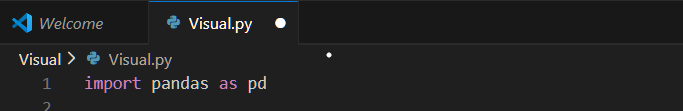 Welcome
Visual.py
Visual > Visual.py
1 import pandas as pd
2